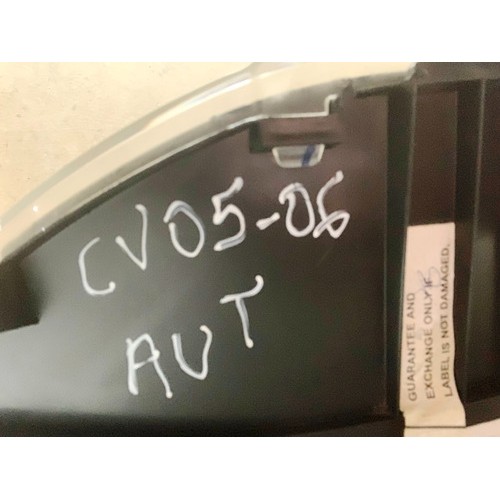 CV05-06
AUT
GUARANTEE AND
EXCHANGE ONLY IF
LABEL IS NOT DAMAGED.